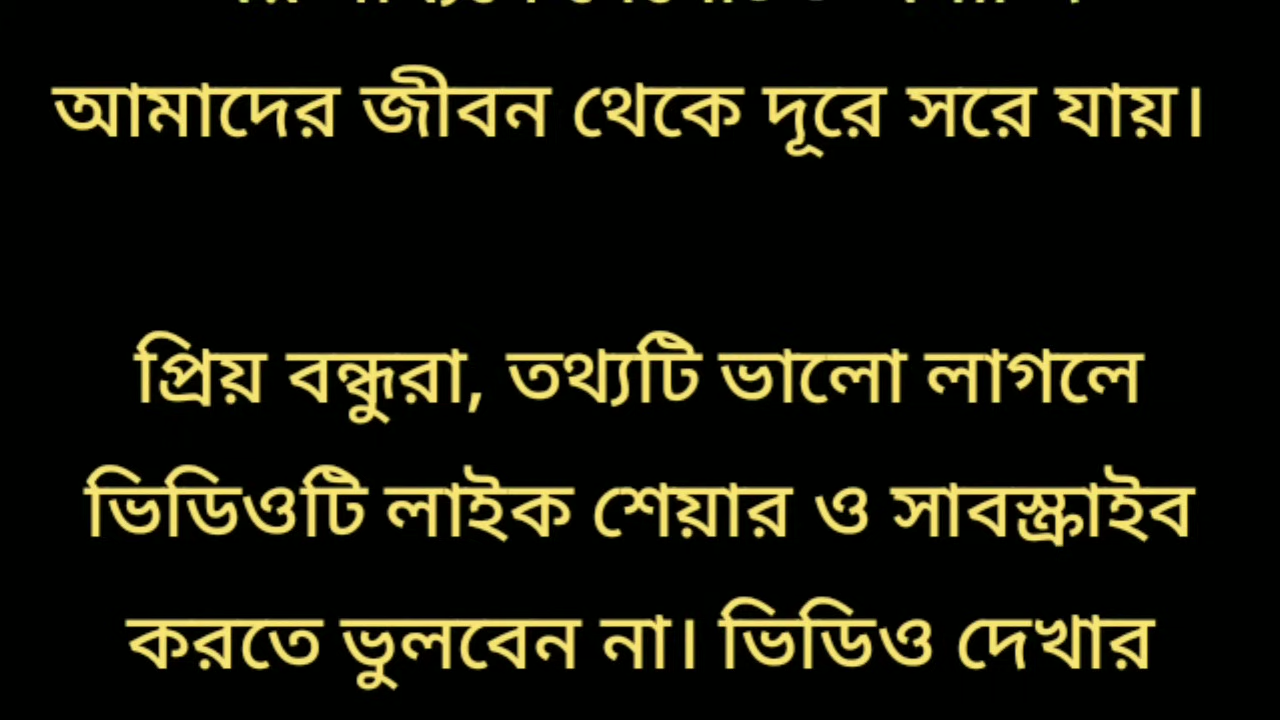 আমাদের জীবন থেকে দূরে সরে যায়।
প্রিয় বন্ধুরা, তথ্যটি ভালো লাগলে
ভিডিওটি লাইক শেয়ার ও সাবস্ক্রাইব
করতে ভুলবেন না। ভিডিও দেখার